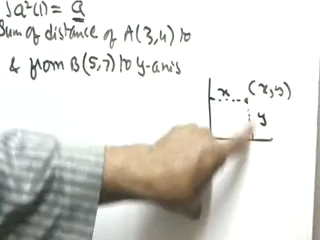 √a²(1) = a
Sum of distance of A(3,4) to
& from B(5,7) to y-axis
x (x,y)
y